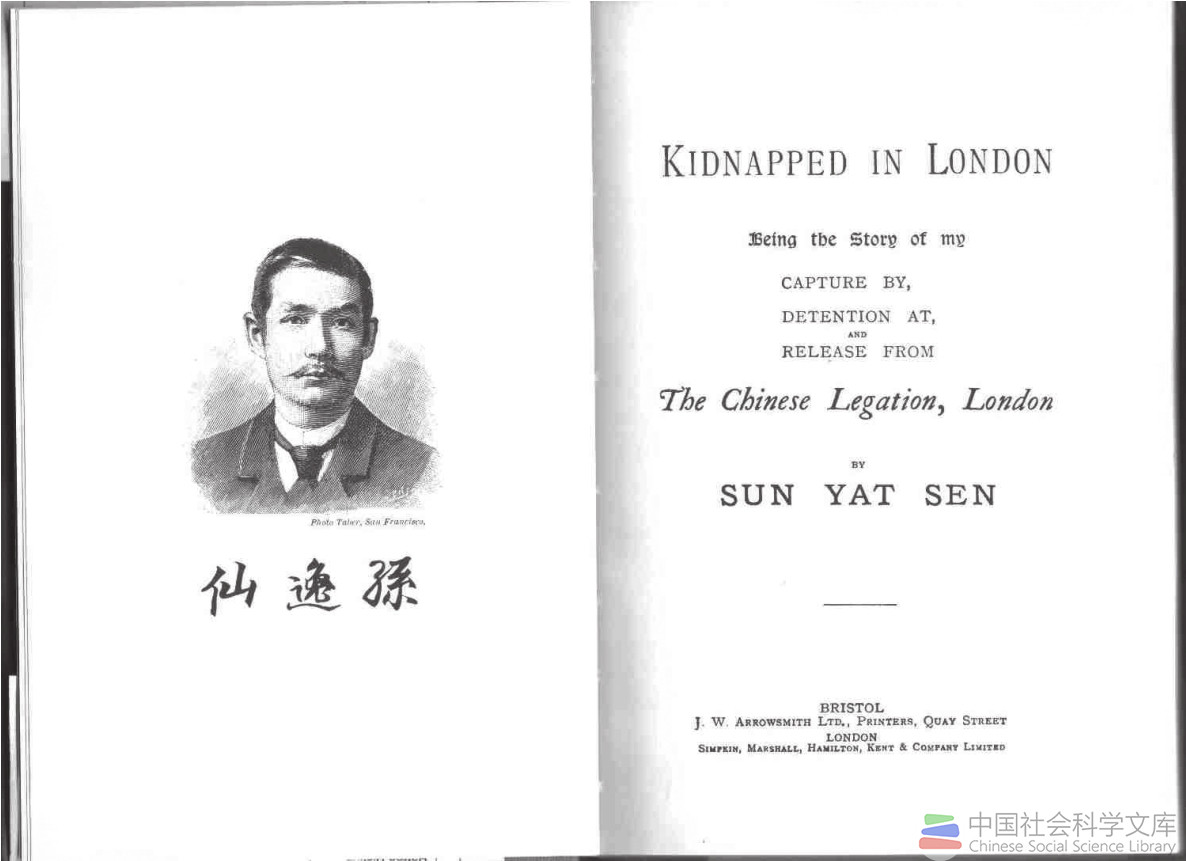 Photo Taber, San Francisco.
仙逸孫
KIDNAPPED IN LONDON
Being the Story of my
CAPTURE BY,
DETENTION AT,
AND
RELEASE FROM
The Chinese Legation, London
BY
SUN YAT SEN
BRISTOL
J. W. ARROWSMITH LTD., PRINTERS, QUAY STREET
LONDON
SIMPKIN, MARSHALL, HAMILTON, KENT & COMPANY LIMITED
中国社会科学文库
Chinese Social Science Library